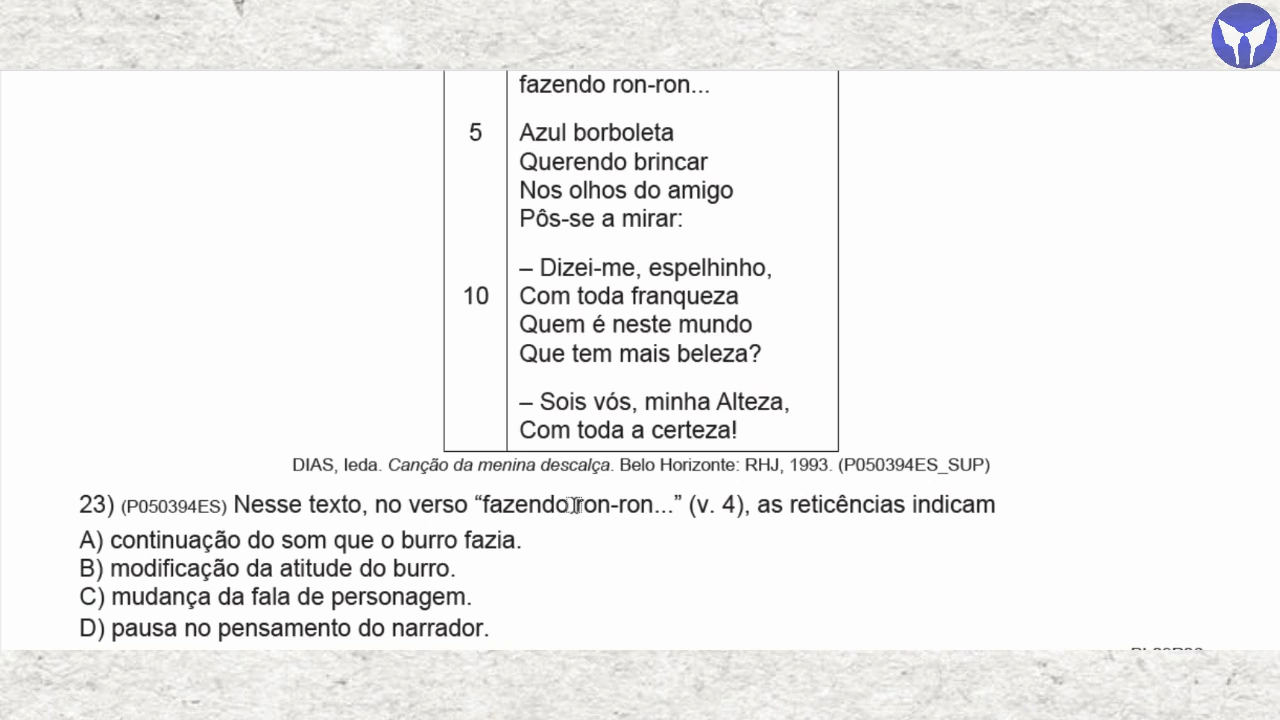 fazendo ron-ron...
5 Azul borboleta
Querendo brincar
Nos olhos do amigo
Pôs-se a mirar:
– Dizei-me, espelhinho,
10 Com toda franqueza
Quem é neste mundo
Que tem mais beleza?
– Sois vós, minha Alteza,
Com toda a certeza!
DIAS, Ieda. Canção da menina descalça. Belo Horizonte: RHJ, 1993. (P050394ES_SUP)
23) (P050394ES) Nesse texto, no verso “fazendo ron-ron...” (v. 4), as reticências indicam
A) continuação do som que o burro fazia.
B) modificação da atitude do burro.
C) mudança da fala de personagem.
D) pausa no pensamento do narrador.